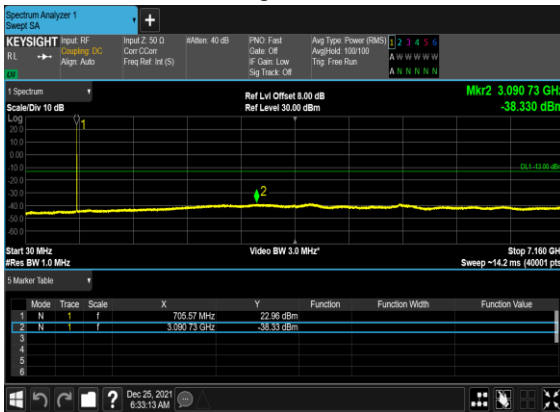 Spectrum Analyzer 1
Swept SA
+
KEYSIGHT Input: RF Input Z: 50 Ω #Atten: 40 dB PNO: Fast Avg Type: Power (RMS) 1 2 3 4 5 6
RL Coupling: DC Corr CCorr Gate: Off Avg|Hold: 100/100 A W W W W W
Align: Auto Freq Ref: Int (S) IF Gain: Low Trig: Free Run
Sig Track: Off A N N N N N
1 Spectrum Ref Lvl Offset 8.00 dB Mkr2 3.090 73 GHz
Scale/Div 10 dB Ref Level 30.00 dBm -38.330 dBm
Log
20.0 1
10.0
0.00
-10.0 DL1 -13.00 dBm
-20.0
-30.0 2
-40.0
-50.0
-60.0
Start 30 MHz Video BW 3.0 MHz* Stop 7.160 GH
#Res BW 1.0 MHz Sweep ~14.2 ms (40001 pts
5 Marker Table
Mode Trace Scale X Y Function Function Width Function Value
1 N 1 f 705.57 MHz 22.96 dBm
2 N 1 f 3.090 73 GHz -38.33 dBm
3
4
5
6
? Dec 25, 2021
6:33:13 AM